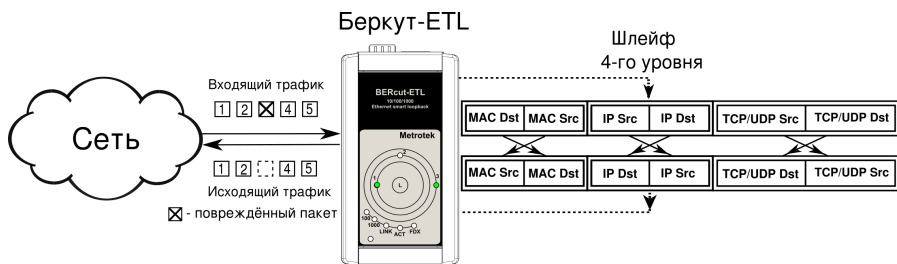 Беркут-ETL
Шлейф
4-го уровня
Входящий трафик
1 2 4 5
Сеть
1 2 4 5
Исходящий трафик
- повреждённый пакет
BERcut-ETL
10/100/1000
Ethernet smart loopback
Metrotek
2
1
3
L
100
1000
LINK ACT FDX
MAC Dst MAC Src IP Src IP Dst TCP/UDP Src TCP/UDP Dst
MAC Src MAC Dst IP Dst IP Src TCP/UDP Dst TCP/UDP Src